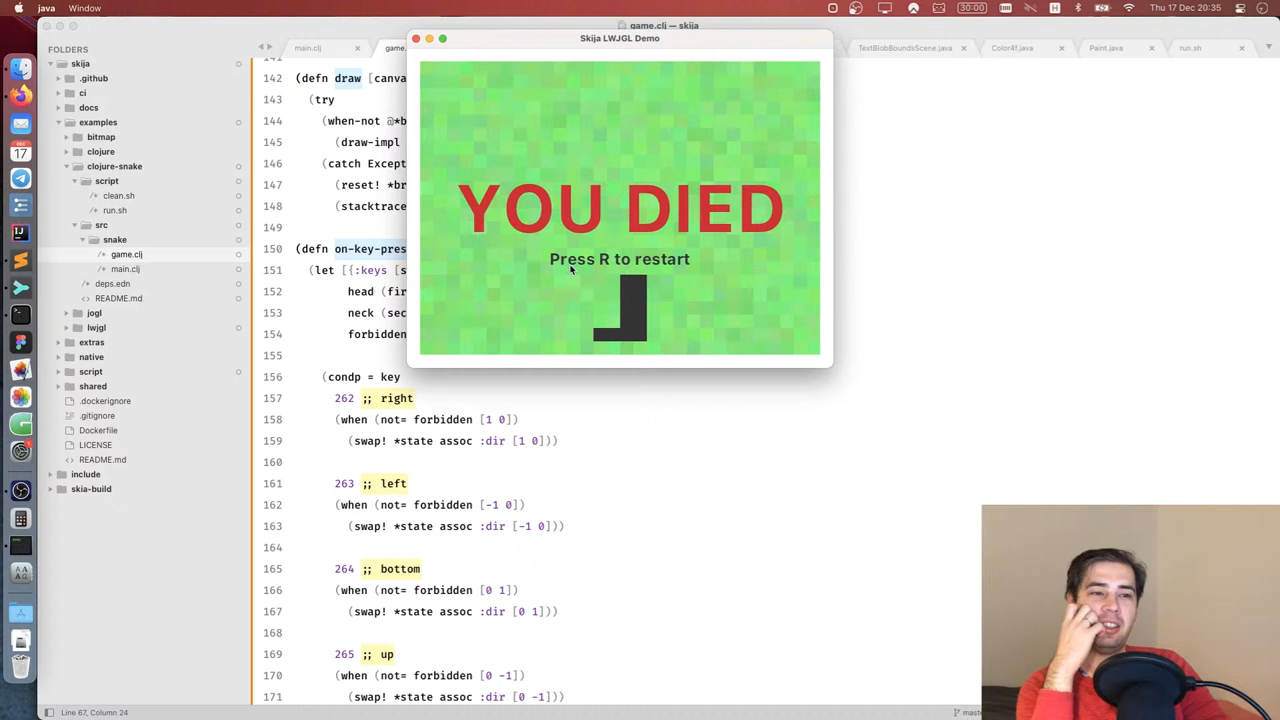 java
Thu 17 Dec 20:35
game.clj — skija
Skija LWJGL Demo
FOLDERS
skija
.github
ci
docs
examples
bitmap
clojure
clojure-snake
script
clean.sh
run.sh
src
snake
game.clj
main.clj
deps.edn
README.md
jogl
lwjgl
extras
native
script
shared
.dockerignore
.gitignore
Dockerfile
LICENSE
README.md
include
skia-build
DEC
17
main.clj
TextBlobBoundsScene.java
Color4f.java
Paint.java
run.sh
YOU DIED
Press R to restart
142 (defn draw [canva
143 (try
144 (when-not @*b
145 (draw-impl
146 (catch Except
147 (reset! *br
148 (stacktrace
149
150 (defn on-key-pres
151 (let [{:keys [s
152 head (fir
153 neck (sec
154 forbidden
155
156 (condp = key
157 262 ;; right
158 (when (not= forbidden [1 0])
159 (swap! *state assoc :dir [1 0]))
160
161 263 ;; left
162 (when (not= forbidden [-1 0])
163 (swap! *state assoc :dir [-1 0]))
164
165 264 ;; bottom
166 (when (not= forbidden [0 1])
167 (swap! *state assoc :dir [0 1]))
168
169 265 ;; up
170 (when (not= forbidden [0 -1])
171 (swap! *state assoc :dir [0 -1]))
Line 67, Column 24